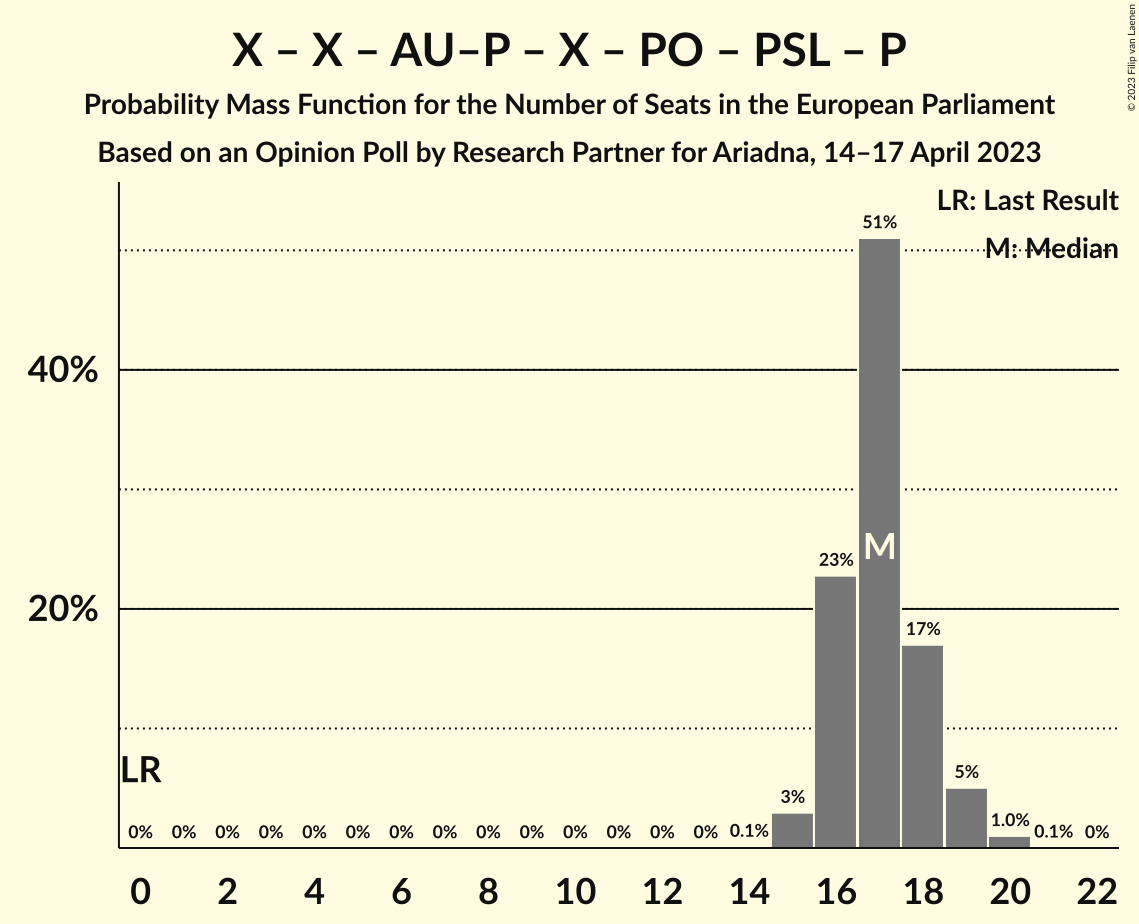 X – X – AU–P – X – PO – PSL – P
Probability Mass Function for the Number of Seats in the European Parliament
Based on an Opinion Poll by Research Partner for Ariadna, 14–17 April 2023
© 2023 Filip van Laenen
LR: Last Result
M: Median
51%
40%
23%
M
20%
17%
LR
5%
3%
0% 0% 0% 0% 0% 0% 0% 0% 0% 0% 0% 0% 0% 0% 0.1% 1.0% 0.1% 0%
0 2 4 6 8 10 12 14 16 18 20 22